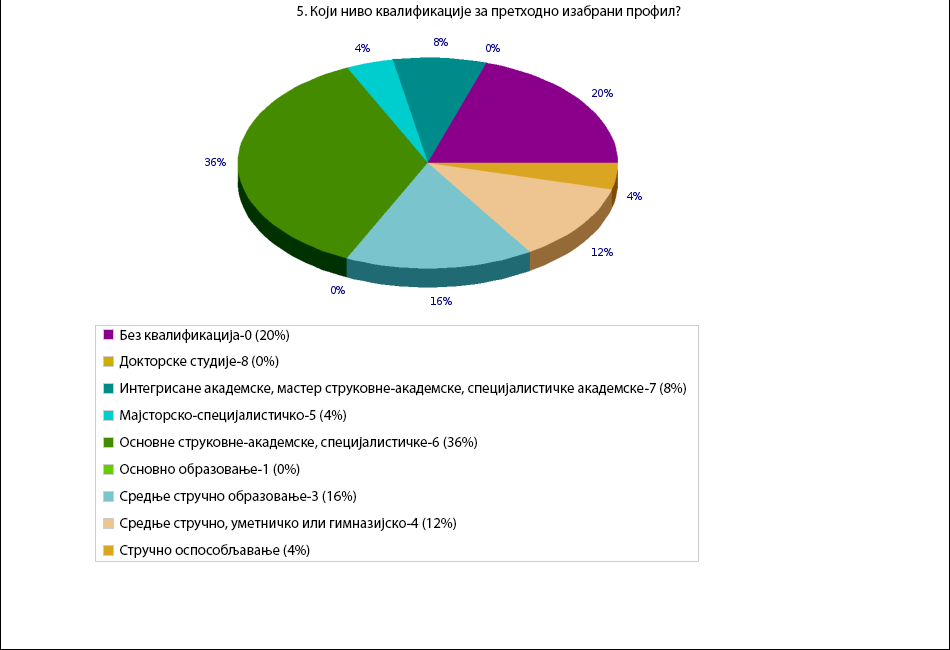 5. Који ниво квалификације за претходно изабрани профил?
4%
8%
0%
20%
36%
4%
12%
0%
16%
Без квалификација-0 (20%)
Докторске студије-8 (0%)
Интегрисане академске, мастер струковне-академске, специјалистичке академске-7 (8%)
Мајсторско-специјалистичко-5 (4%)
Основне струковне-академске, специјалистичке-6 (36%)
Основно образовање-1 (0%)
Средње стручно образовање-3 (16%)
Средње стручно, уметничко или гимназијско-4 (12%)
Стручно оспособљавање (4%)